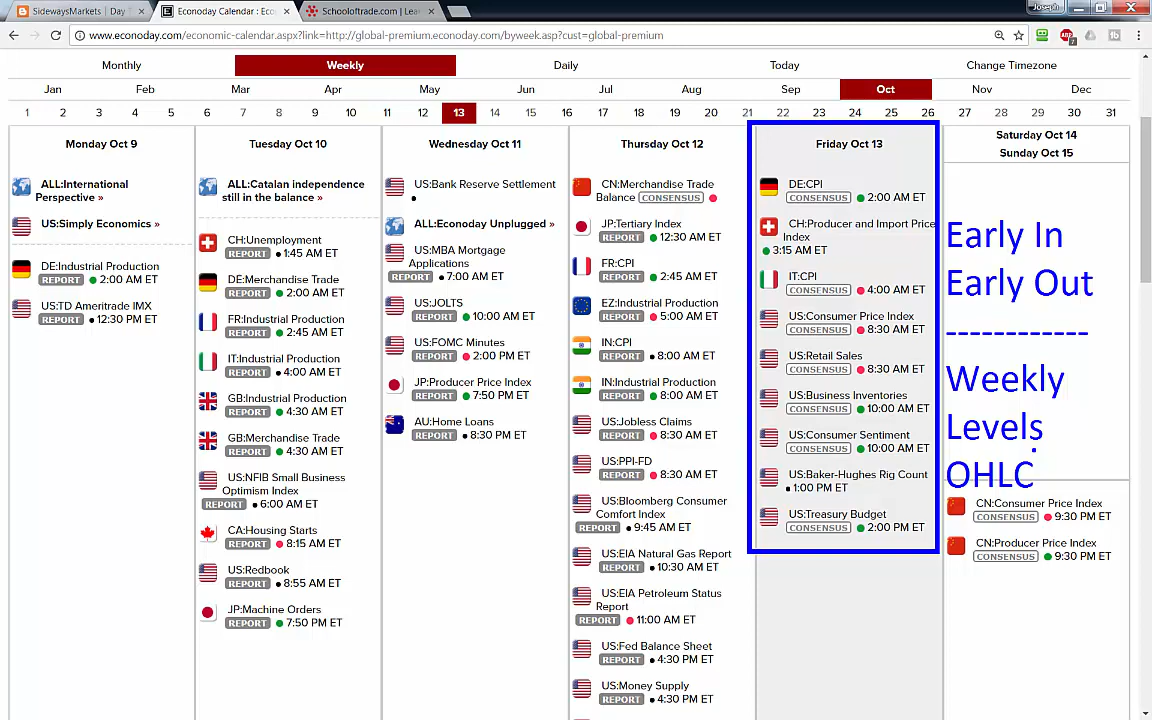 SidewaysMarkets | Day T
Econoday Calendar : Eco
Schooloftrade.com | Lea
Joseph
www.econoday.com/economic-calendar.aspx?link=http://global-premium.econoday.com/byweek.asp?cust=global-premium
Monthly Weekly Daily Today Change Timezone
Jan Feb Mar Apr May Jun Jul Aug Sep Oct Nov Dec
1 2 3 4 5 6 7 8 9 10 11 12 13 14 15 16 17 18 19 20 21 22 23 24 25 26 27 28 29 30 31
Monday Oct 9
ALL:International
Perspective »
US:Simply Economics »
DE:Industrial Production
REPORT 2:00 AM ET
US:TD Ameritrade IMX
REPORT 12:30 PM ET
Tuesday Oct 10
ALL:Catalan independence
still in the balance »
CH:Unemployment
REPORT 1:45 AM ET
DE:Merchandise Trade
REPORT 2:00 AM ET
FR:Industrial Production
REPORT 2:45 AM ET
IT:Industrial Production
REPORT 4:00 AM ET
GB:Industrial Production
REPORT 4:30 AM ET
GB:Merchandise Trade
REPORT 4:30 AM ET
US:NFIB Small Business
Optimism Index
REPORT 6:00 AM ET
CA:Housing Starts
REPORT 8:15 AM ET
US:Redbook
REPORT 8:55 AM ET
JP:Machine Orders
REPORT 7:50 PM ET
Wednesday Oct 11
US:Bank Reserve Settlement
ALL:Econoday Unplugged »
US:MBA Mortgage
Applications
REPORT 7:00 AM ET
US:JOLTS
REPORT 10:00 AM ET
US:FOMC Minutes
REPORT 2:00 PM ET
JP:Producer Price Index
REPORT 7:50 PM ET
AU:Home Loans
REPORT 8:30 PM ET
Thursday Oct 12
CN:Merchandise Trade
Balance CONSENSUS
JP:Tertiary Index
REPORT 12:30 AM ET
FR:CPI
REPORT 2:45 AM ET
EZ:Industrial Production
REPORT 5:00 AM ET
IN:CPI
REPORT 8:00 AM ET
IN:Industrial Production
REPORT 8:00 AM ET
US:Jobless Claims
REPORT 8:30 AM ET
US:PPI-FD
REPORT 8:30 AM ET
US:Bloomberg Consumer
Comfort Index
REPORT 9:45 AM ET
US:EIA Natural Gas Report
REPORT 10:30 AM ET
US:EIA Petroleum Status
Report
REPORT 11:00 AM ET
US:Fed Balance Sheet
REPORT 4:30 PM ET
US:Money Supply
REPORT 4:30 PM ET
Friday Oct 13
DE:CPI
CONSENSUS 2:00 AM ET
CH:Producer and Import Price
Index
3:15 AM ET
IT:CPI
CONSENSUS 4:00 AM ET
US:Consumer Price Index
CONSENSUS 8:30 AM ET
US:Retail Sales
CONSENSUS 8:30 AM ET
US:Business Inventories
CONSENSUS 10:00 AM ET
US:Consumer Sentiment
CONSENSUS 10:00 AM ET
US:Baker-Hughes Rig Count
1:00 PM ET
US:Treasury Budget
CONSENSUS 2:00 PM ET
Saturday Oct 14
Sunday Oct 15
Early In
Early Out
------------
Weekly
Levels
OHLC
CN:Consumer Price Index
CONSENSUS 9:30 PM ET
CN:Producer Price Index
CONSENSUS 9:30 PM ET